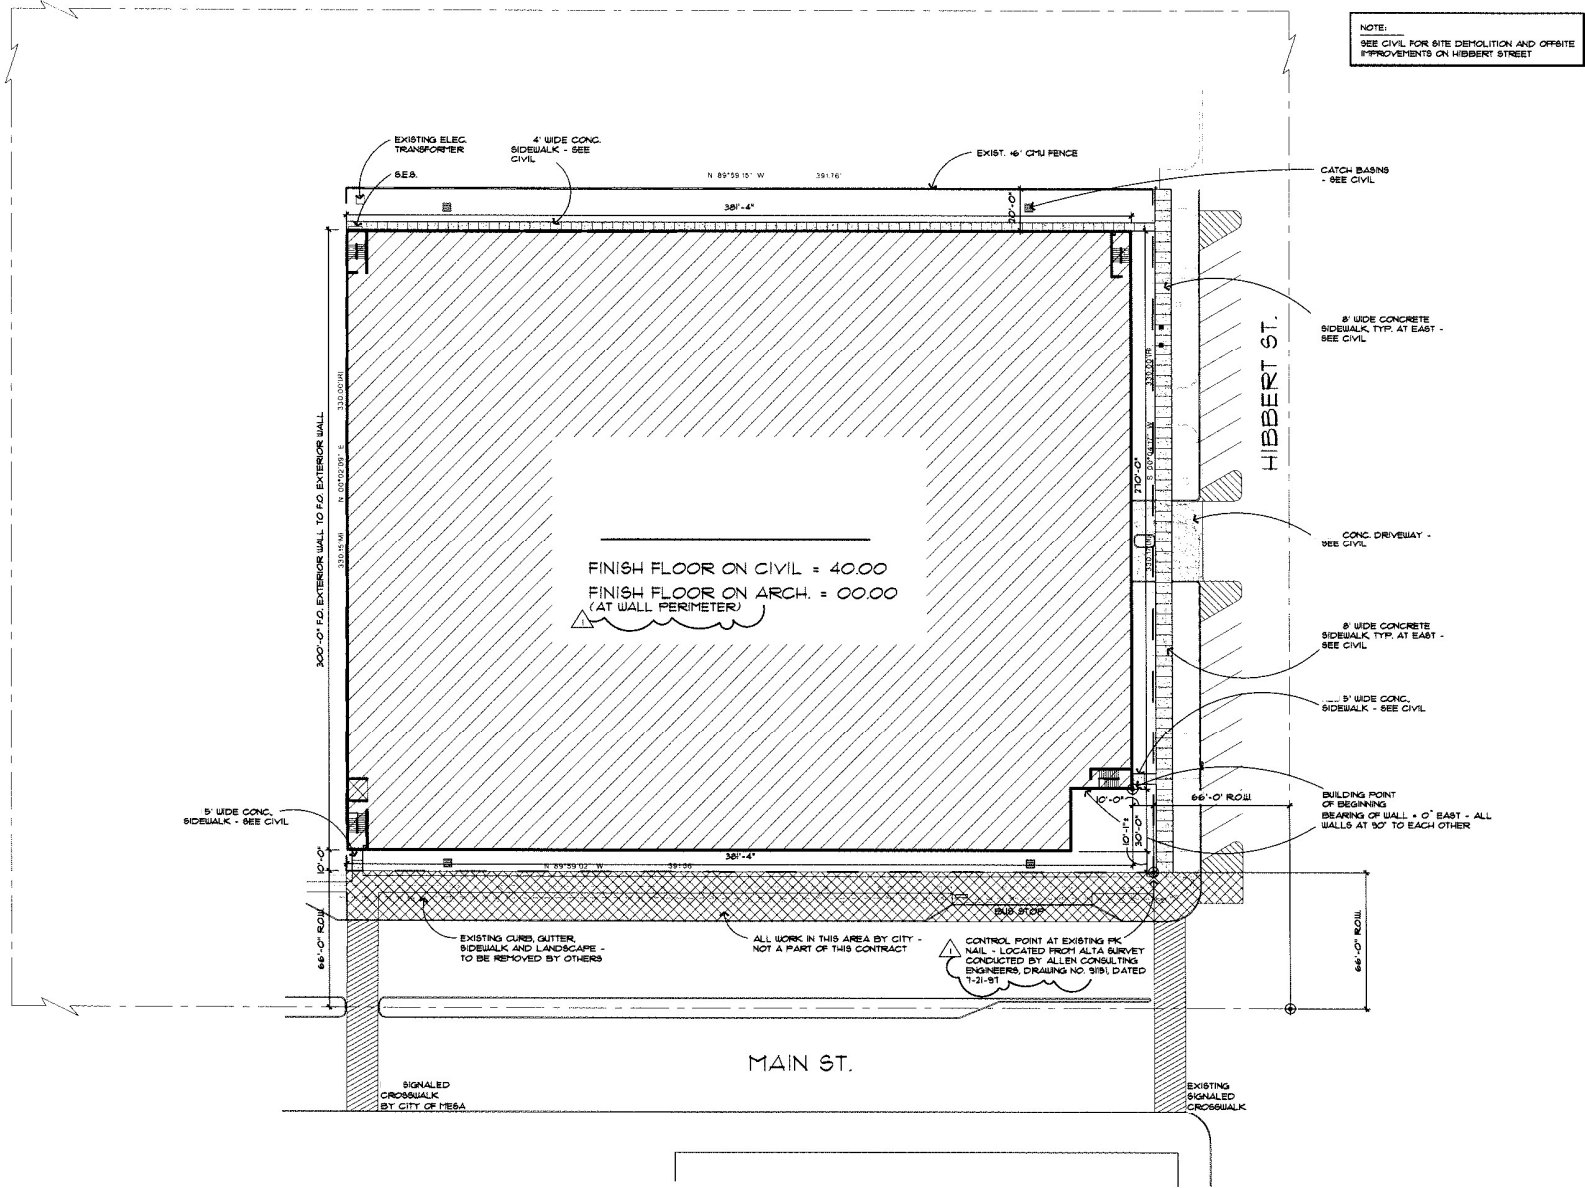 NOTE:
SEE CIVIL FOR SITE DEMOLITION AND OFFSITE
IMPROVEMENTS ON HIBBERT STREET
EXISTING ELEC.
TRANSFORMER
4' WIDE CONC.
SIDEWALK - SEE
CIVIL
S.E.S.
N 89°59'15" W 391.76'
EXIST. +6' CMU FENCE
CATCH BASINS
- SEE CIVIL
381'-4"
20'-0"
8' WIDE CONCRETE
SIDEWALK, TYP. AT EAST -
SEE CIVIL
HIBBERT ST.
300'-0" F.O. EXTERIOR WALL TO F.O. EXTERIOR WALL
N 00°02'09" E
270'-0"
CONC. DRIVEWAY -
SEE CIVIL
FINISH FLOOR ON CIVIL = 40.00
FINISH FLOOR ON ARCH. = 00.00
(AT WALL PERIMETER)
1
8' WIDE CONCRETE
SIDEWALK, TYP. AT EAST -
SEE CIVIL
5' WIDE CONC.
SIDEWALK - SEE CIVIL
66'-0" R.O.W.
BUILDING POINT
OF BEGINNING
BEARING OF WALL = 0° EAST - ALL
WALLS AT 90° TO EACH OTHER
5' WIDE CONC.
SIDEWALK - SEE CIVIL
10'-0"
10'-1"±
30'-0"
381'-4"
N 89°59'02" W
10'-0"
BUS STOP
66'-0" R.O.W.
EXISTING CURB, GUTTER,
SIDEWALK AND LANDSCAPE -
TO BE REMOVED BY OTHERS
ALL WORK IN THIS AREA BY CITY -
NOT A PART OF THIS CONTRACT
1
CONTROL POINT AT EXISTING PK
NAIL - LOCATED FROM ALTA SURVEY
CONDUCTED BY ALLEN CONSULTING
ENGINEERS, DRAWING NO. 9151, DATED
7-21-97
66'-0" R.O.W.
MAIN ST.
SIGNALED
CROSSWALK
BY CITY OF MESA
EXISTING
SIGNALED
CROSSWALK